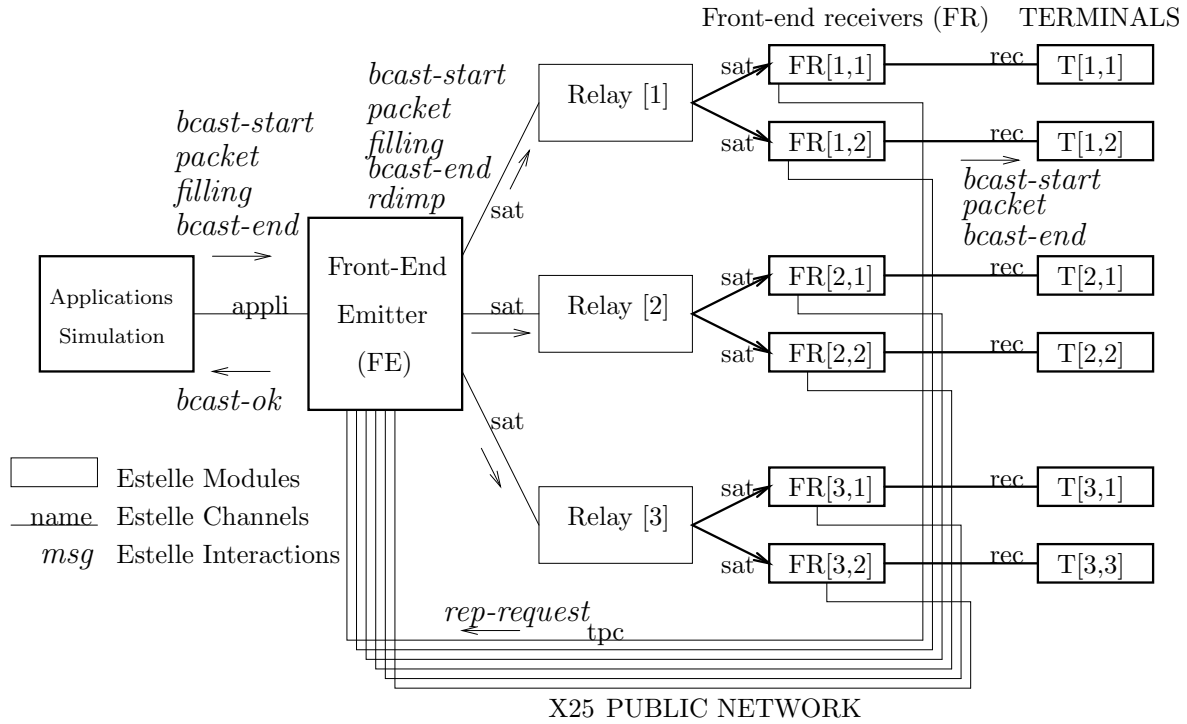 Front-end receivers (FR)
TERMINALS
bcast-start
packet
filling
bcast-end
bcast-start
packet
filling
bcast-end
rdimp
Applications
Simulation
appli
bcast-ok
Front-End
Emitter
(FE)
sat
sat
sat
Relay [1]
Relay [2]
Relay [3]
sat
FR[1,1]
rec
T[1,1]
sat
FR[1,2]
rec
T[1,2]
bcast-start
packet
bcast-end
sat
FR[2,1]
rec
T[2,1]
sat
FR[2,2]
rec
T[2,2]
sat
FR[3,1]
rec
T[3,1]
sat
FR[3,2]
rec
T[3,3]
Estelle Modules
name Estelle Channels
msg Estelle Interactions
rep-request
tpc
X25 PUBLIC NETWORK